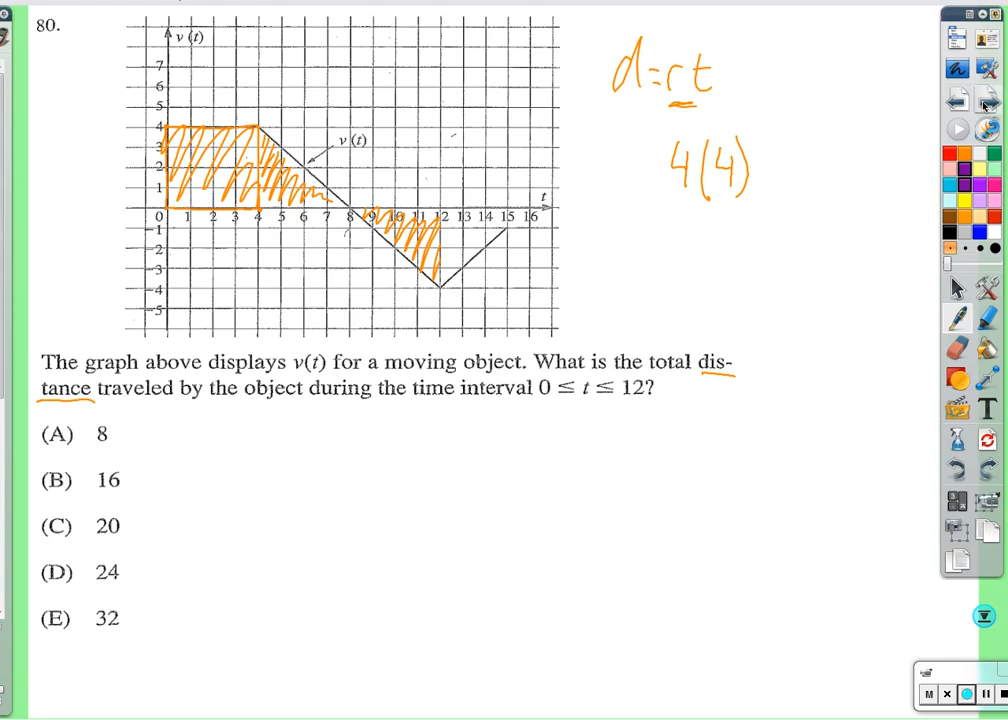 80.
v(t)
d=rt
7
6
5
4
3
2
1
v(t)
4(4)
t
0 1 2 3 4 5 6 7 8 9 10 11 12 13 14 15 16
-1
-2
-3
-4
-5
The graph above displays v(t) for a moving object. What is the total dis-
tance traveled by the object during the time interval 0 ≤ t ≤ 12?
(A) 8
(B) 16
(C) 20
(D) 24
(E) 32
M